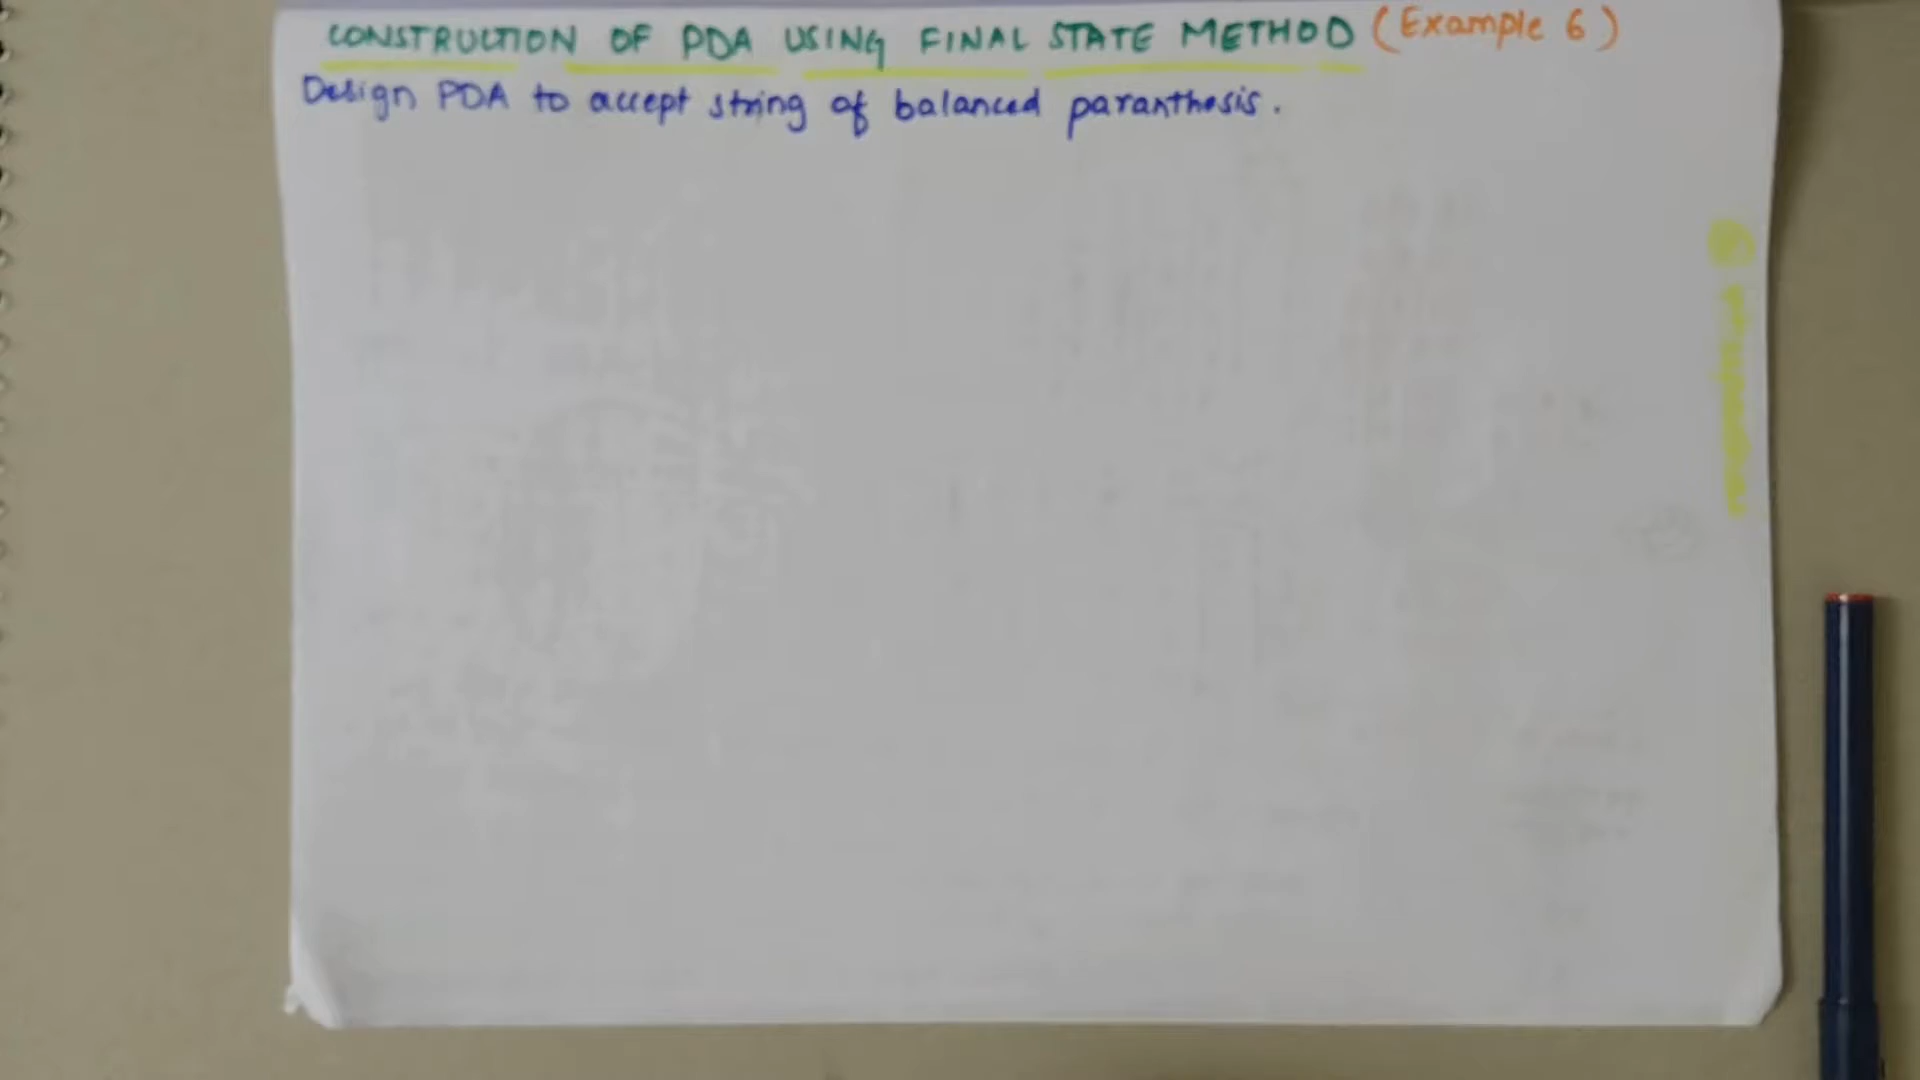 CONSTRUCTION OF PDA USING FINAL STATE METHOD (Example 6)
Design PDA to accept string of balanced paranthesis.